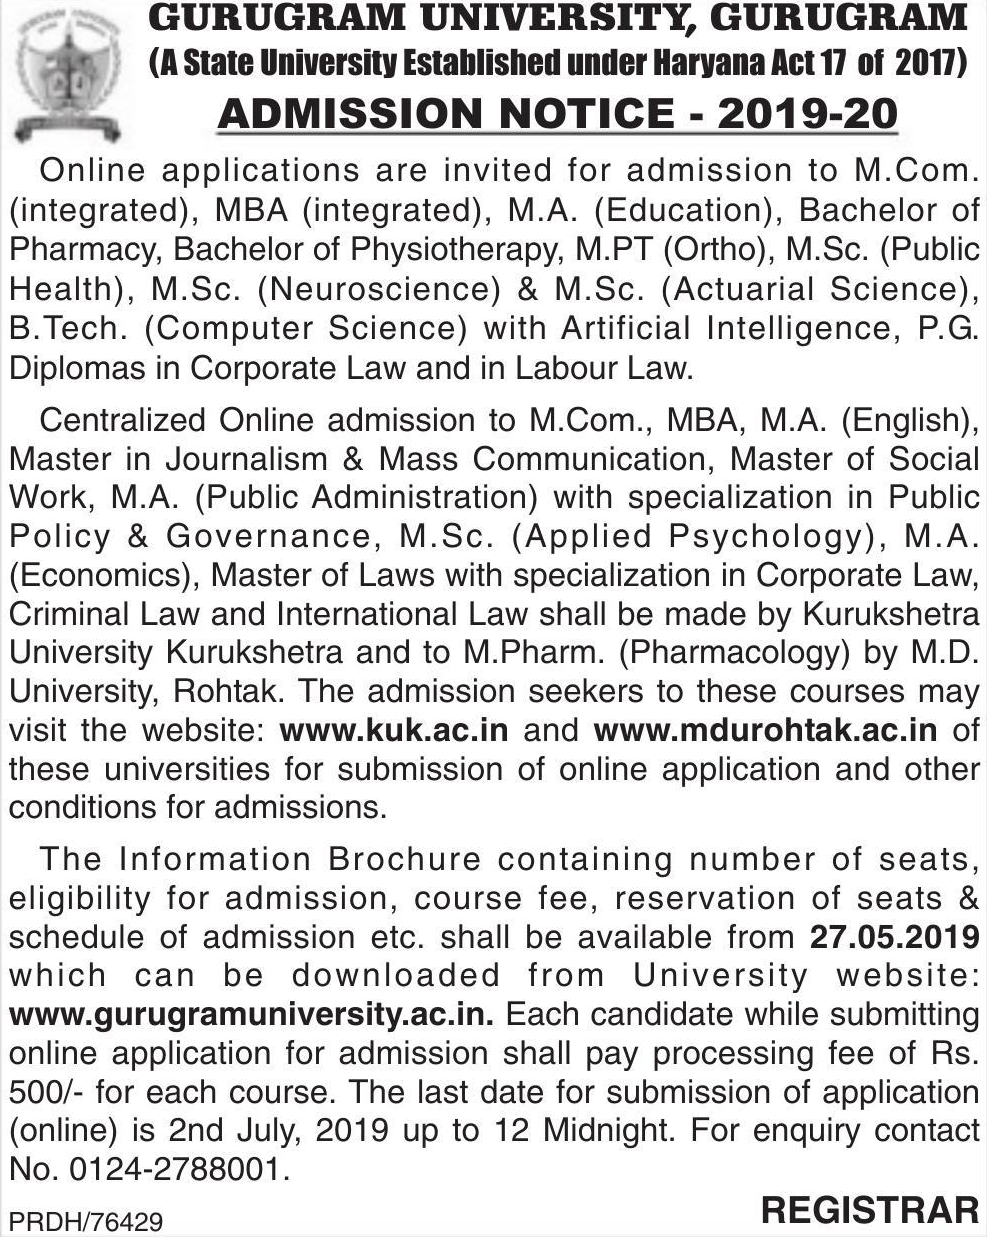 GURUGRAM UNIVERSITY, GURUGRAM
(A State University Established under Haryana Act 17 of 2017)
ADMISSION NOTICE - 2019-20
Online applications are invited for admission to M.Com.
(integrated), MBA (integrated), M.A. (Education), Bachelor of
Pharmacy, Bachelor of Physiotherapy, M.PT (Ortho), M.Sc. (Public
Health), M.Sc. (Neuroscience) & M.Sc. (Actuarial Science),
B.Tech. (Computer Science) with Artificial Intelligence, P.G.
Diplomas in Corporate Law and in Labour Law.
Centralized Online admission to M.Com., MBA, M.A. (English),
Master in Journalism & Mass Communication, Master of Social
Work, M.A. (Public Administration) with specialization in Public
Policy & Governance, M.Sc. (Applied Psychology), M.A.
(Economics), Master of Laws with specialization in Corporate Law,
Criminal Law and International Law shall be made by Kurukshetra
University Kurukshetra and to M.Pharm. (Pharmacology) by M.D.
University, Rohtak. The admission seekers to these courses may
visit the website: www.kuk.ac.in and www.mdurohtak.ac.in of
these universities for submission of online application and other
conditions for admissions.
The Information Brochure containing number of seats,
eligibility for admission, course fee, reservation of seats &
schedule of admission etc. shall be available from 27.05.2019
which can be downloaded from University website:
www.gurugramuniversity.ac.in. Each candidate while submitting
online application for admission shall pay processing fee of Rs.
500/- for each course. The last date for submission of application
(online) is 2nd July, 2019 up to 12 Midnight. For enquiry contact
No. 0124-2788001.
REGISTRAR
PRDH/76429